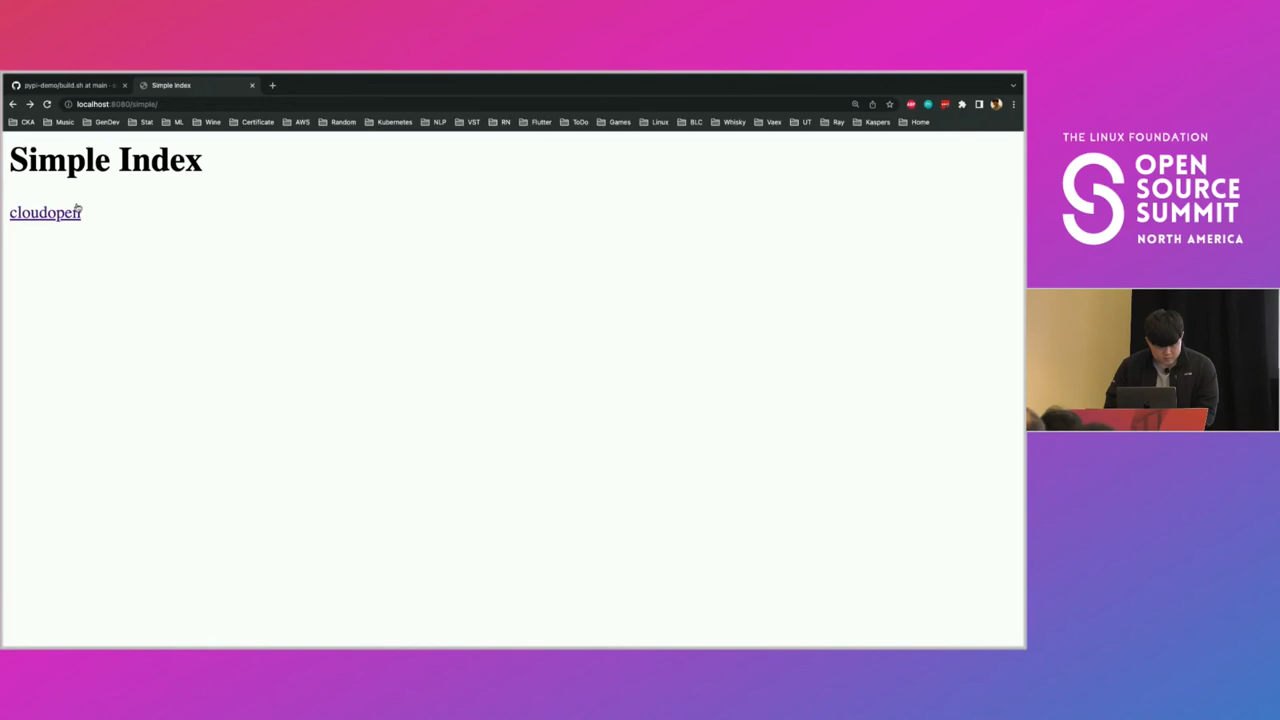 pypi-demo/build.sh at main · s
Simple Index
localhost:8080/simple/
CKA
Music
GenDev
Stat
ML
Wine
Certificate
AWS
Random
Kubernetes
NLP
VST
RN
Flutter
ToDo
Games
Linux
BLC
Whisky
Vaex
UT
Ray
Kaspers
Home
Simple Index
cloudopen
THE LINUX FOUNDATION
OPEN
SOURCE
SUMMIT
NORTH AMERICA